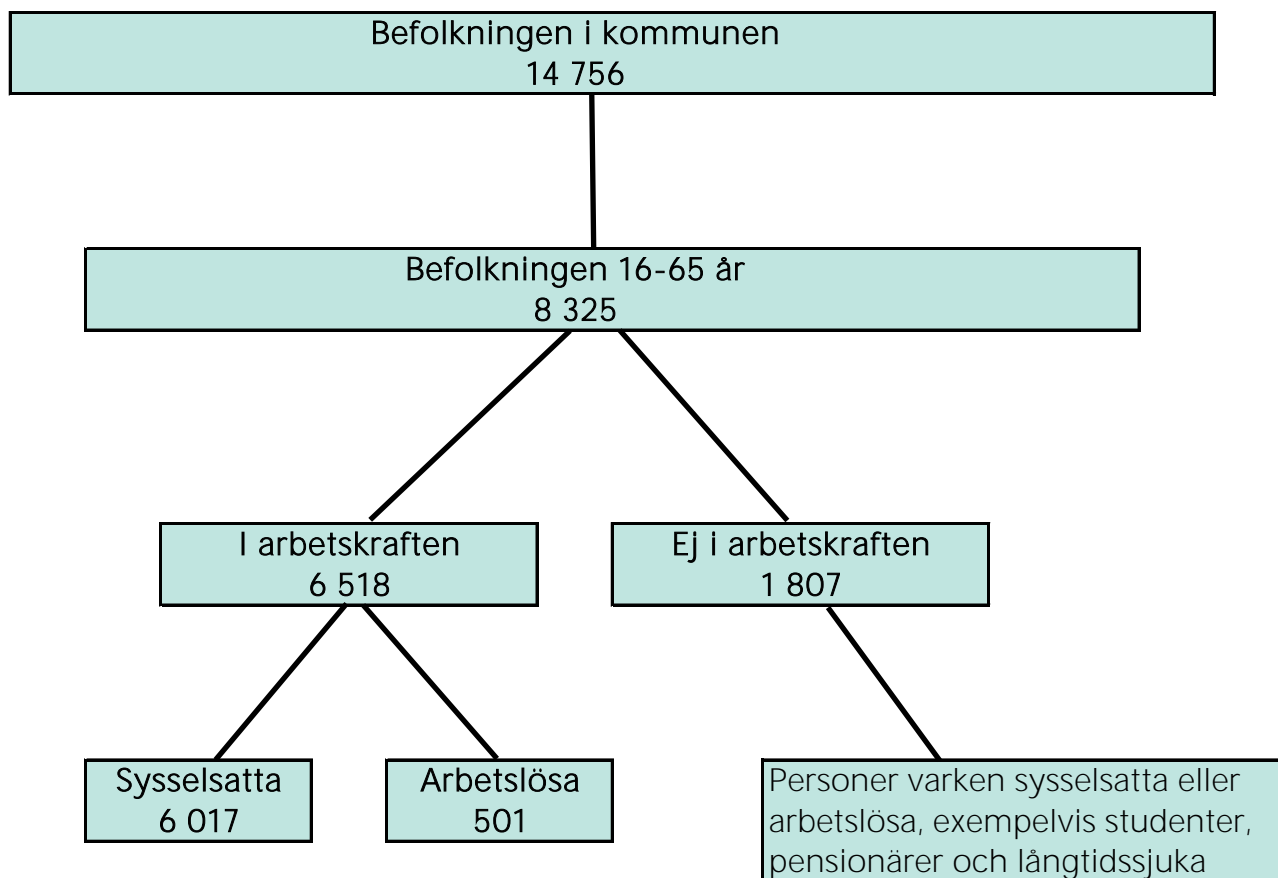 Befolkningen i kommunen
14 756
Befolkningen 16-65 år
8 325
I arbetskraften
6 518
Ej i arbetskraften
1 807
Sysselsatta
6 017
Arbetslösa
501
Personer varken sysselsatta eller
arbetslösa, exempelvis studenter,
pensionärer och långtidssjuka